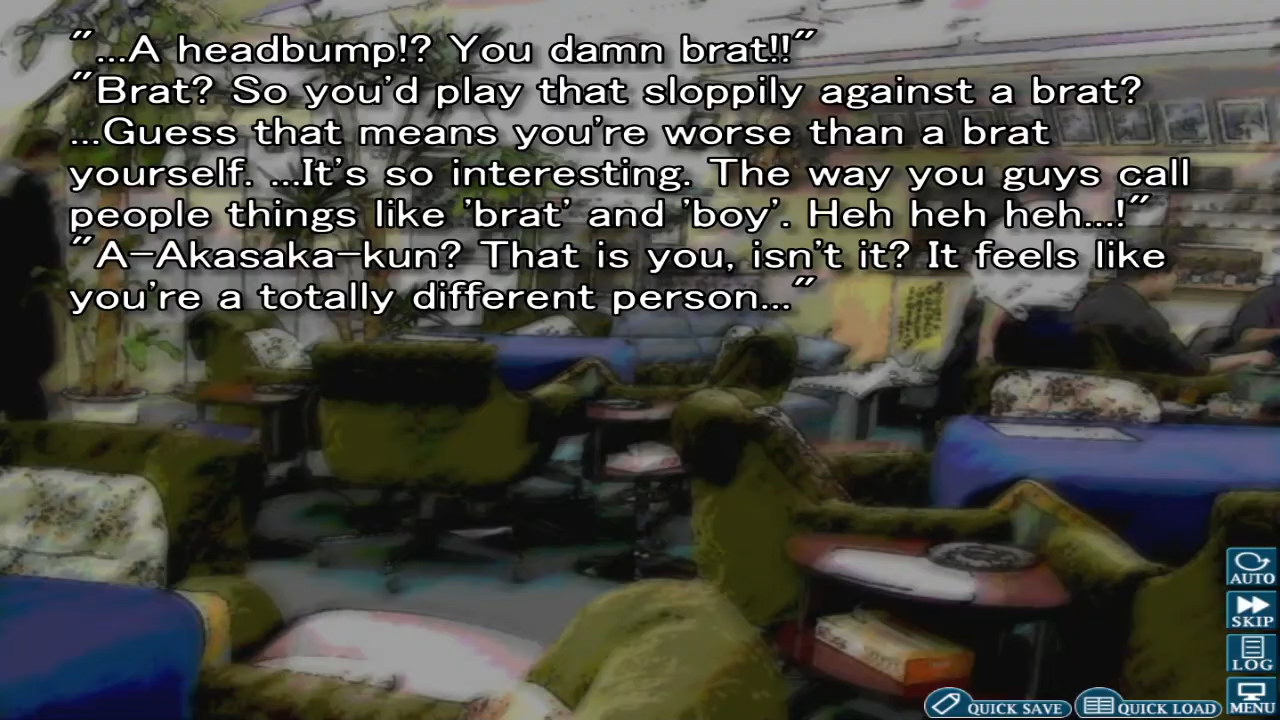 "...A headbump!? You damn brat!!"
"Brat? So you'd play that sloppily against a brat?
...Guess that means you're worse than a brat
yourself. ...It's so interesting. The way you guys call
people things like 'brat' and 'boy'. Heh heh heh...!"
"A-Akasaka-kun? That is you, isn't it? It feels like
you're a totally different person..."
AUTO
SKIP
LOG
QUICK SAVE
QUICK LOAD
MENU